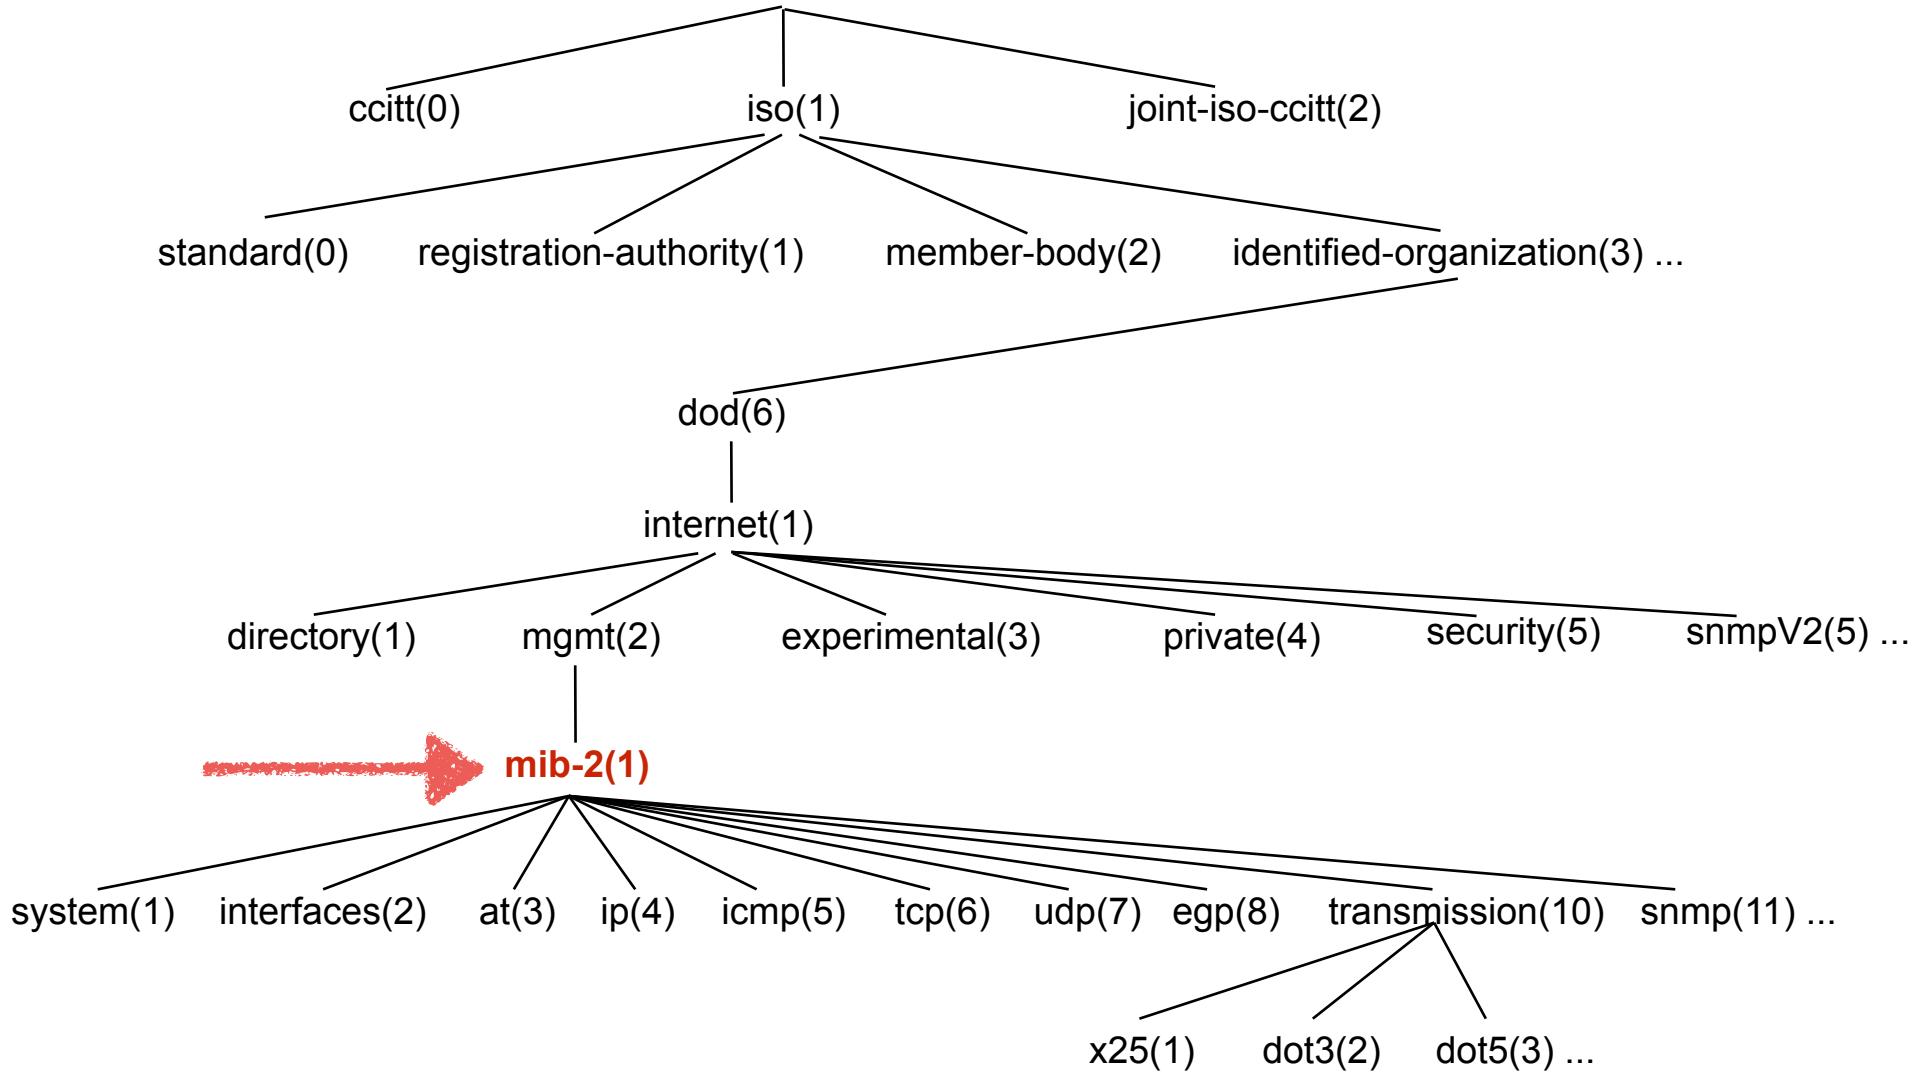 ccitt(0) iso(1) joint-iso-ccitt(2)
standard(0) registration-authority(1) member-body(2) identified-organization(3) ...
dod(6)
internet(1)
directory(1) mgmt(2) experimental(3) private(4) security(5) snmpV2(5) ...
mib-2(1)
system(1) interfaces(2) at(3) ip(4) icmp(5) tcp(6) udp(7) egp(8) transmission(10) snmp(11) ...
x25(1) dot3(2) dot5(3) ...